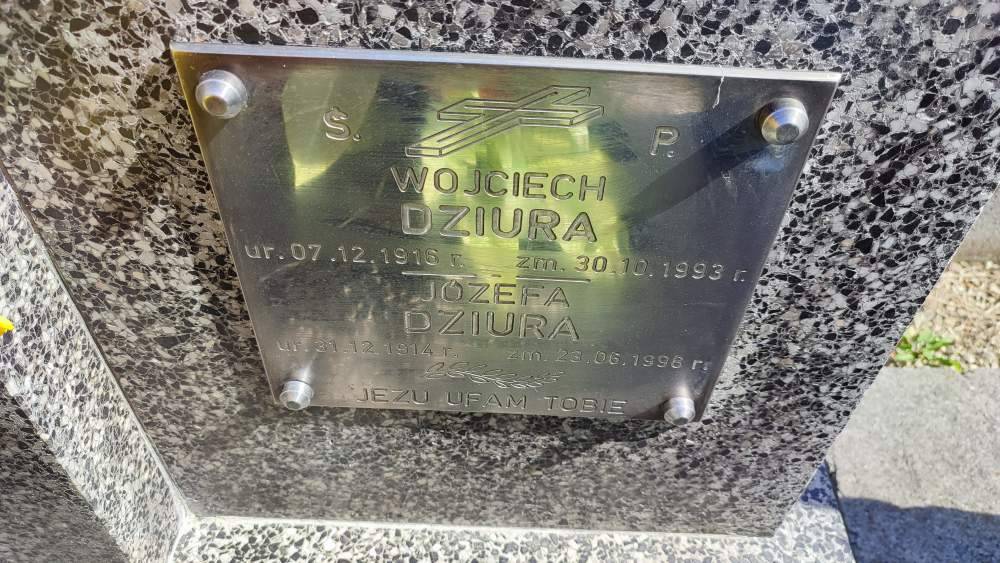 Ś. P.
WOJCIECH
DZIURA
ur. 07.12.1916 r. zm. 30.10.1993 r.
JÓZEFA
DZIURA
ur. 31.12.1914 r. zm. 23.06.1998 r.
JEZU UFAM TOBIE